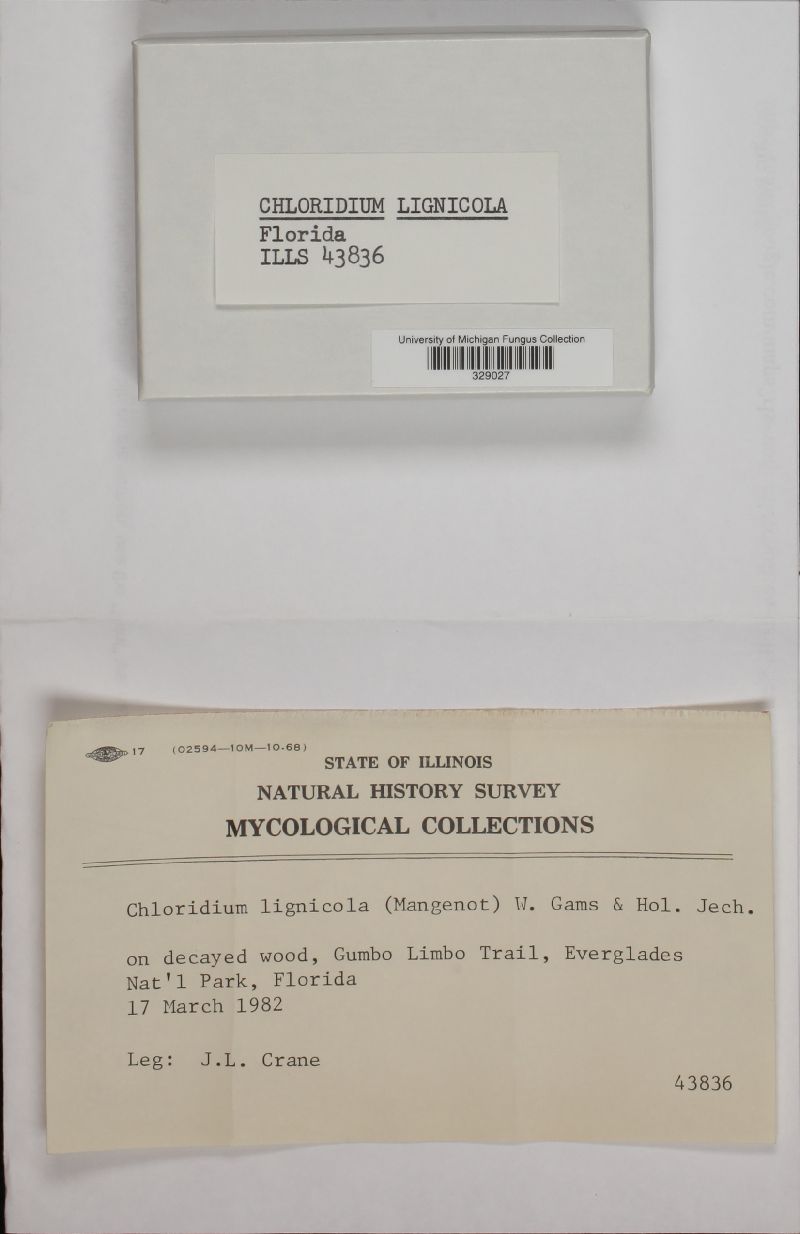 CHLORIDIUM LIGNICOLA
Florida
ILLS 43836
University of Michigan Fungus Collection
329027
17 (02594—10M—10-68)
STATE OF ILLINOIS
NATURAL HISTORY SURVEY
MYCOLOGICAL COLLECTIONS
Chloridium lignicola (Mangenot) W. Gams & Hol. Jech.
on decayed wood, Gumbo Limbo Trail, Everglades
Nat'l Park, Florida
17 March 1982
Leg: J.L. Crane
43836